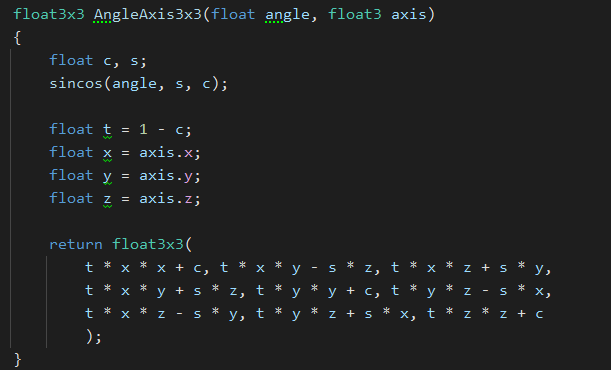 float3x3 AngleAxis3x3(float angle, float3 axis)
{
float c, s;
sincos(angle, s, c);
float t = 1 - c;
float x = axis.x;
float y = axis.y;
float z = axis.z;
return float3x3(
t * x * x + c, t * x * y - s * z, t * x * z + s * y,
t * x * y + s * z, t * y * y + c, t * y * z - s * x,
t * x * z - s * y, t * y * z + s * x, t * z * z + c
);
}